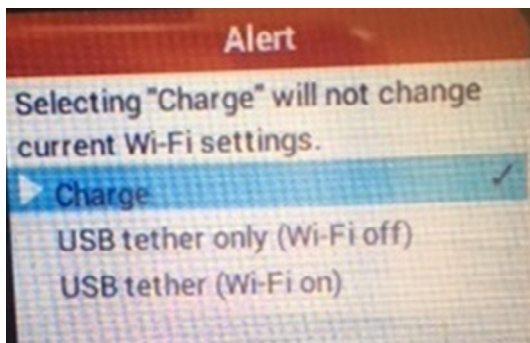 Alert
Selecting "Charge" will not change
current Wi-Fi settings.
Charge
USB tether only (Wi-Fi off)
USB tether (Wi-Fi on)